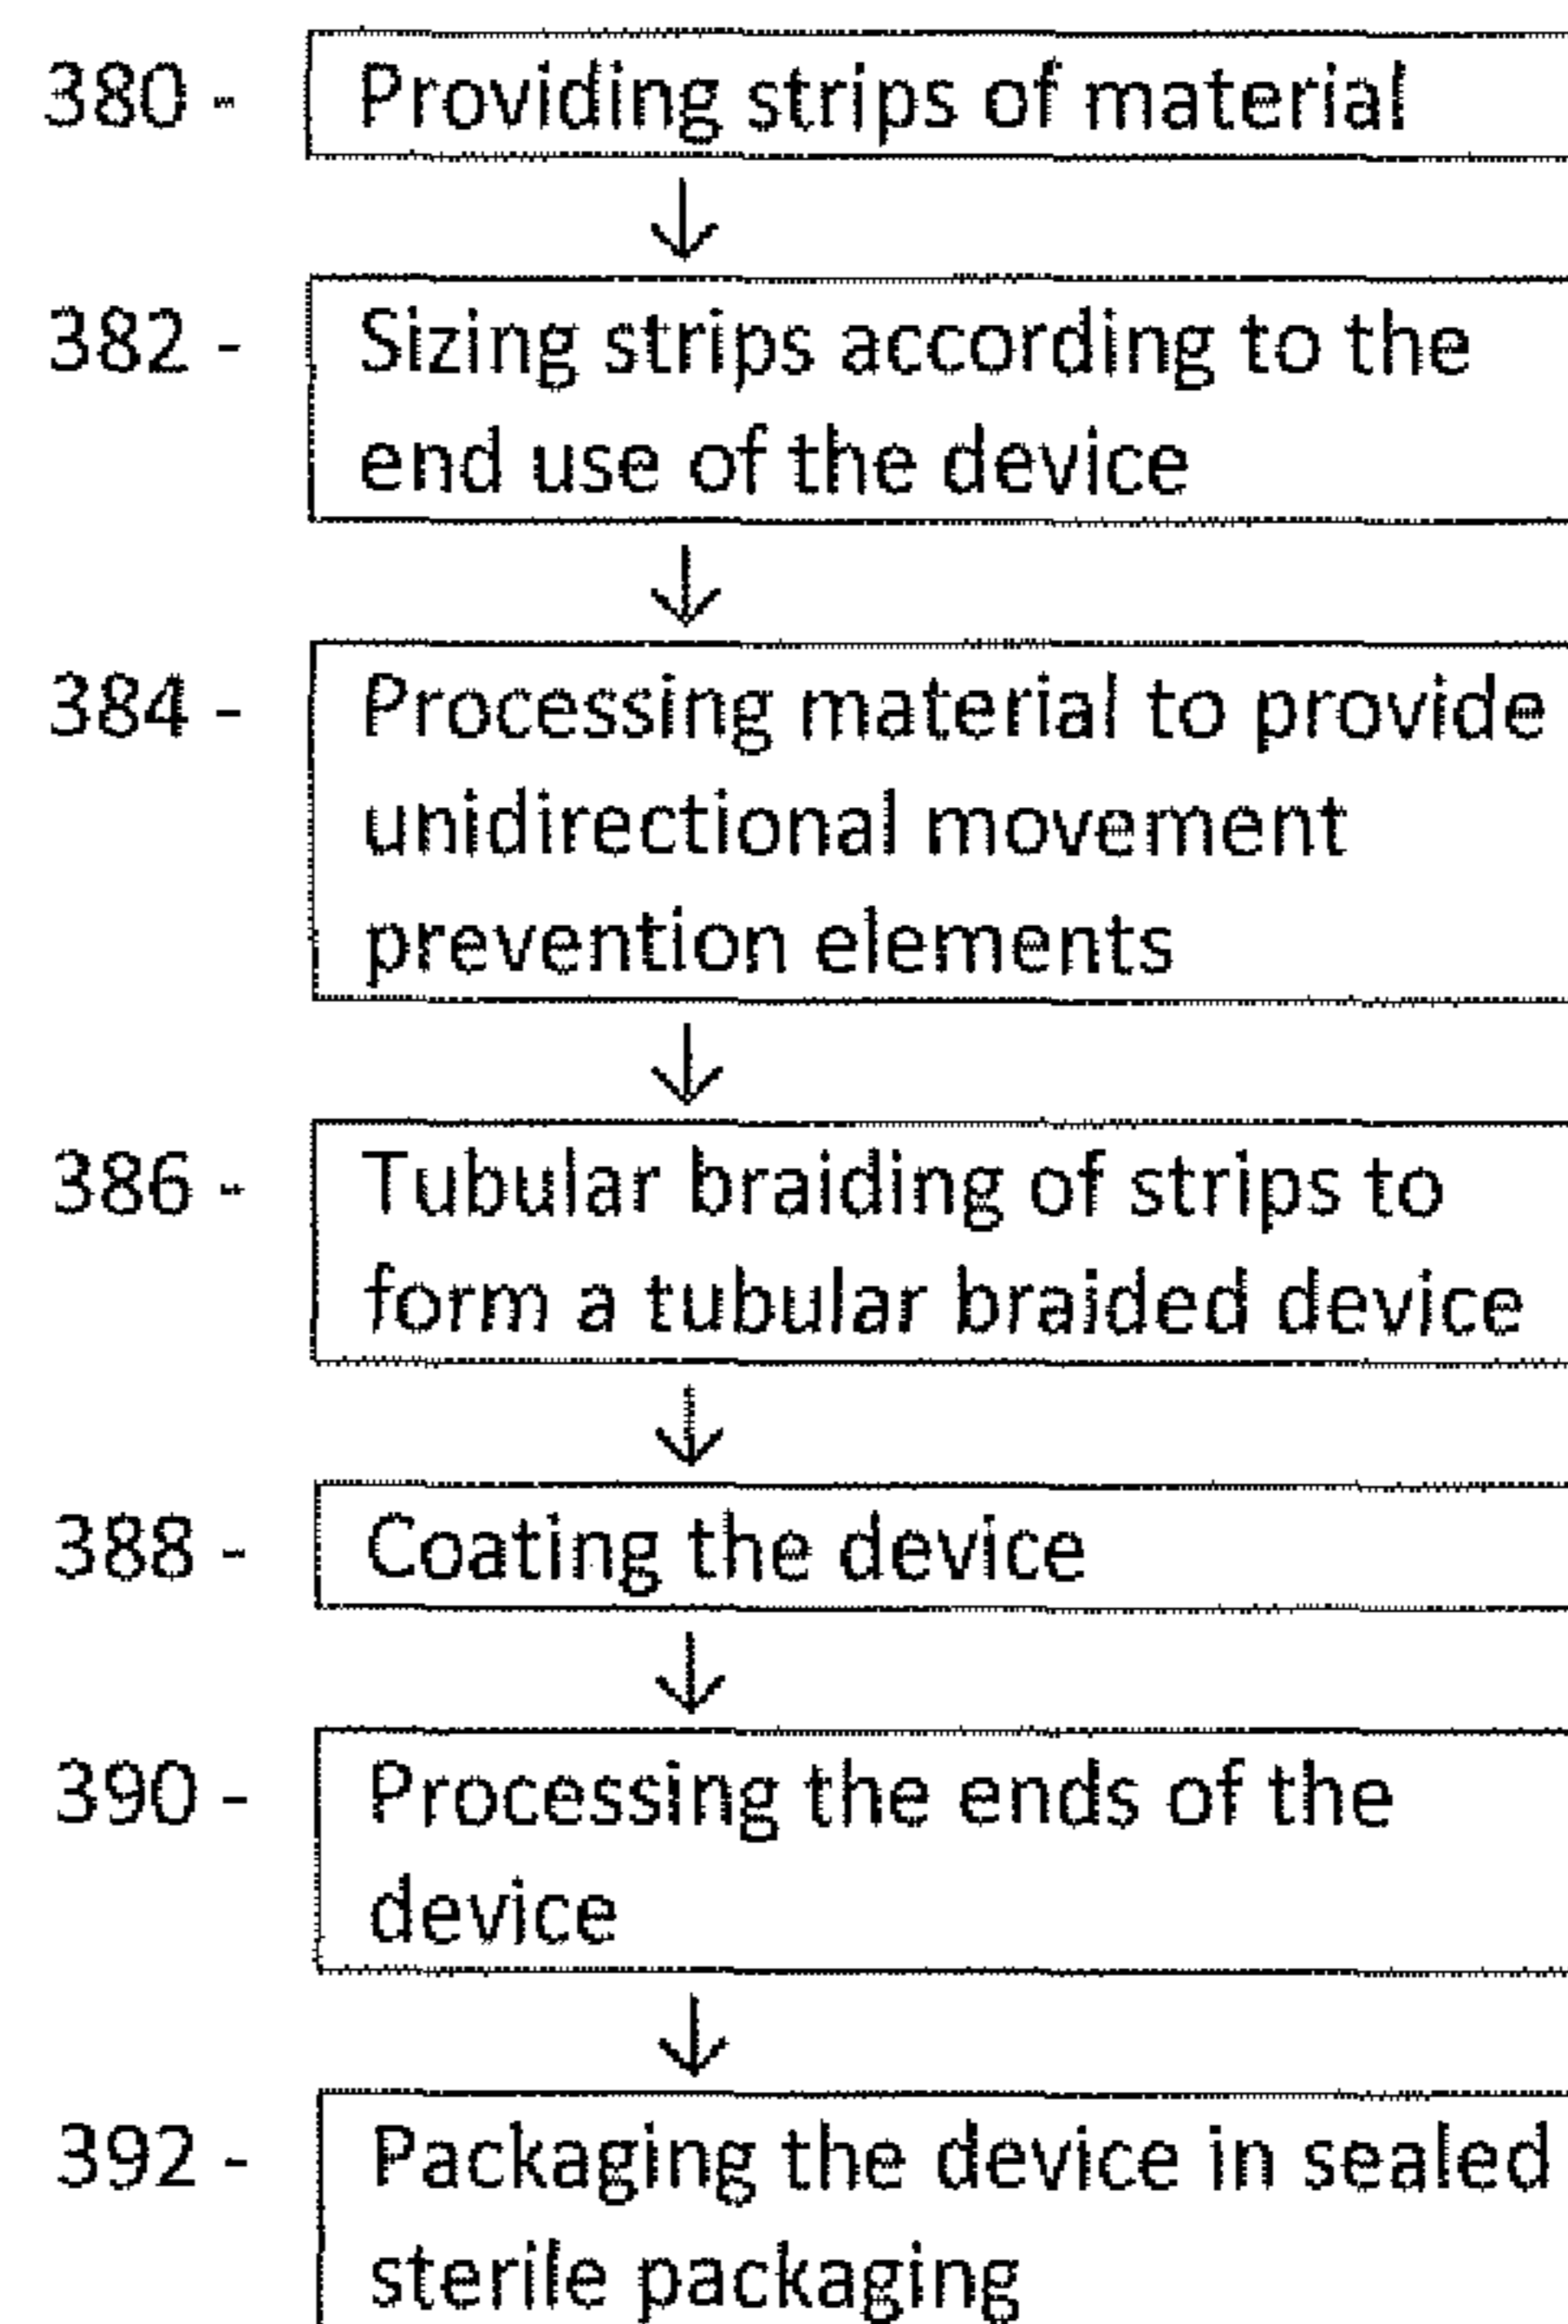 380 - Providing strips of material
382 - Sizing strips according to the
end use of the device
384 - Processing material to provide
unidirectional movement
prevention elements
386 - Tubular braiding of strips to
form a tubular braided device
388 - Coating the device
390 - Processing the ends of the
device
392 - Packaging the device in sealed
sterile packaging